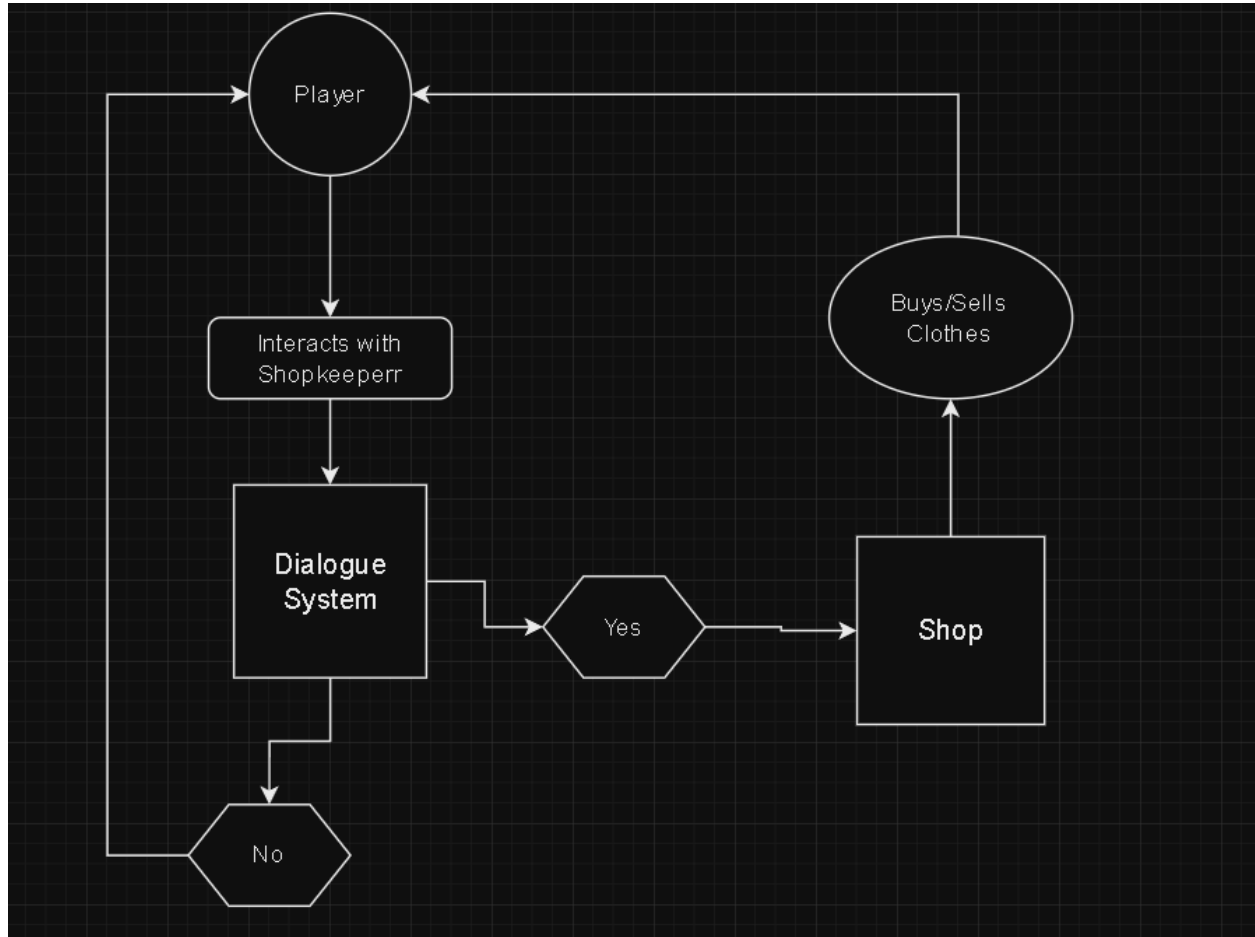 Player
Interacts with
Shopkeeperr
Dialogue
System
Yes
No
Shop
Buys/Sells
Clothes